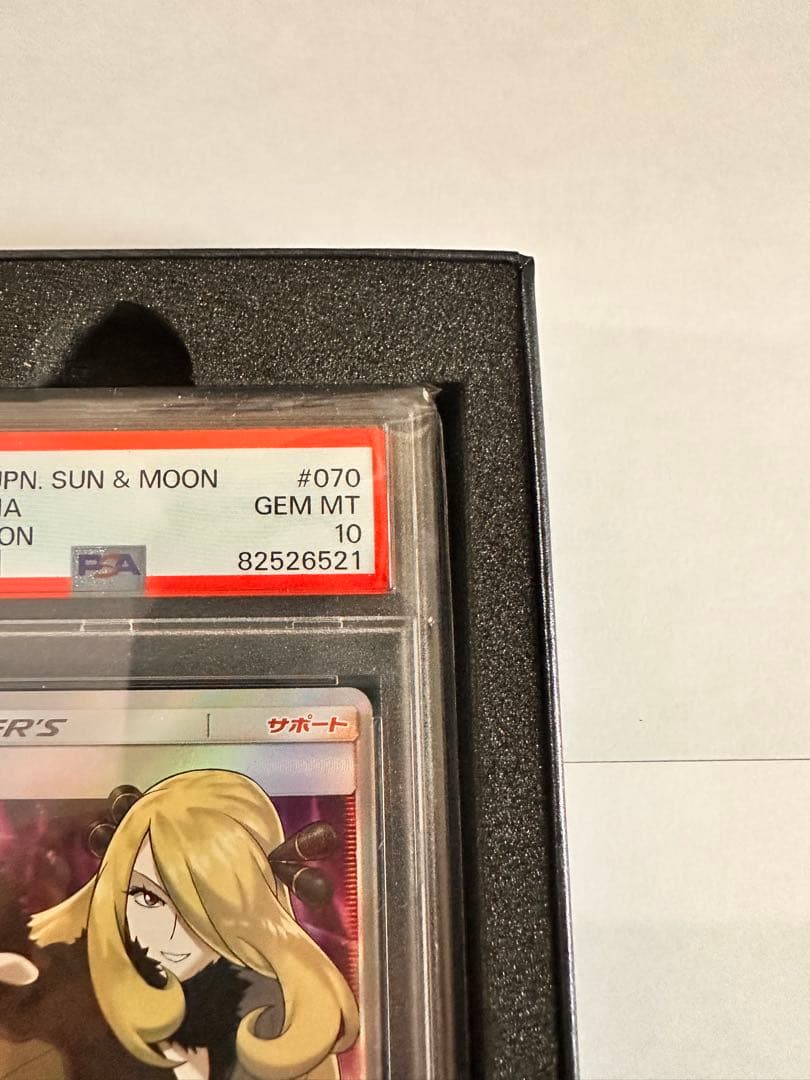 JPN. SUN & MOON #070
IA GEM MT
ON 10
PSA 82526521
ER'S サポート